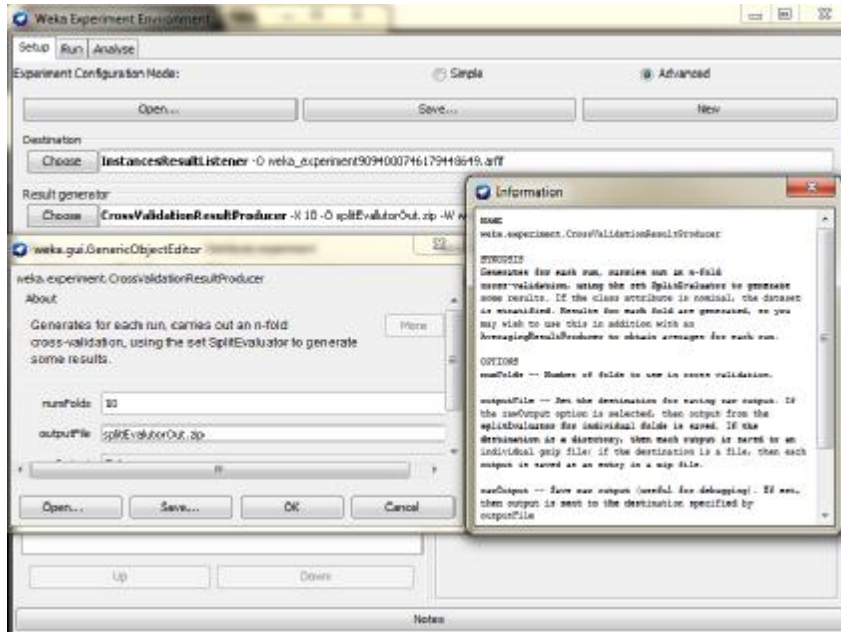 Weka Experiment Environment
Setup Run Analyse
Experiment Configuration Mode: Simple Advanced
Open... Save... New
Destination
Choose InstancesResultListener -O weka_experiment9094000746179448649.arff
Result generator
Choose CrossValidationResultProducer -X 10 -O splitEvalutorOut.zip -W w
weka.gui.GenericObjectEditor
weka.experiment.CrossValidationResultProducer
About
Generates for each run, carries out an n-fold
cross-validation, using the set SplitEvaluator to generate
some results.
More
numFolds 10
outputFile splitEvalutorOut.zip
Open... Save... OK Cancel
Up Down
Notes
Information
NAME
weka.experiment.CrossValidationResultProducer
SYNOPSIS
Generates for each run, carries out an n-fold
cross-validation, using the set SplitEvaluator to generate
some results. If the class attribute is nominal, the dataset
is stratified. Results for each fold are generated, so you
may wish to use this in addition with an
AveragingResultProducer to obtain averages for each run.
OPTIONS
numFolds -- Number of folds to use in cross validation.
outputFile -- Set the destination for saving raw output. If
the rawOutput option is selected, then output from the
splitEvaluator for individual folds is saved. If the
destination is a directory, then each output is saved to an
individual gzip file; if the destination is a file, then each
output is saved as an entry in a zip file.
rawOutput -- Save raw output (useful for debugging). If set,
then output is sent to the destination specified by
outputFile